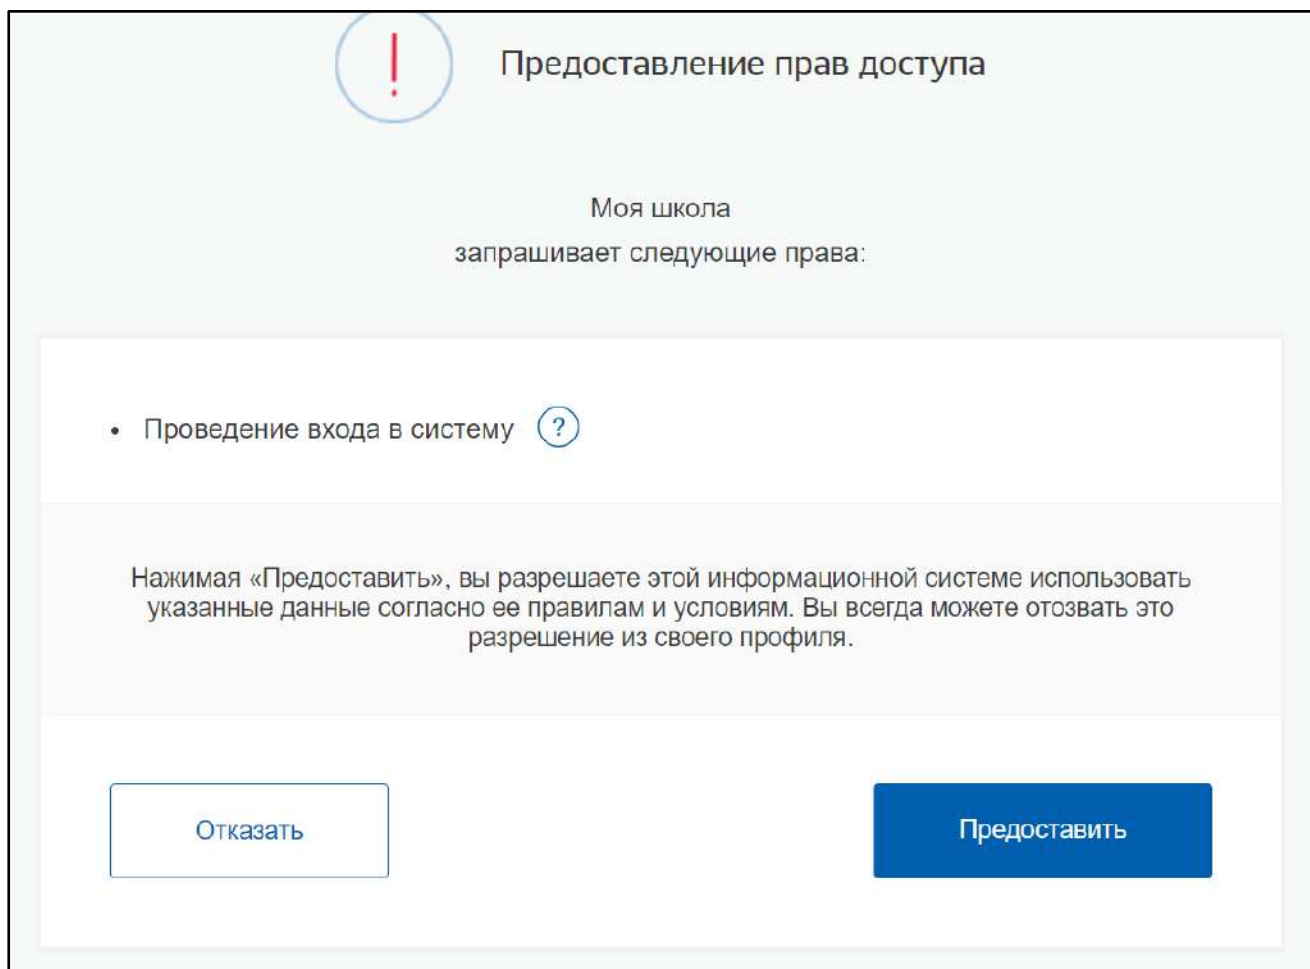 Предоставление прав доступа
Моя школа
запрашивает следующие права:
• Проведение входа в систему ?
Нажимая «Предоставить», вы разрешаете этой информационной системе использовать
указанные данные согласно ее правилам и условиям. Вы всегда можете отозвать это
разрешение из своего профиля.
Отказать
Предоставить